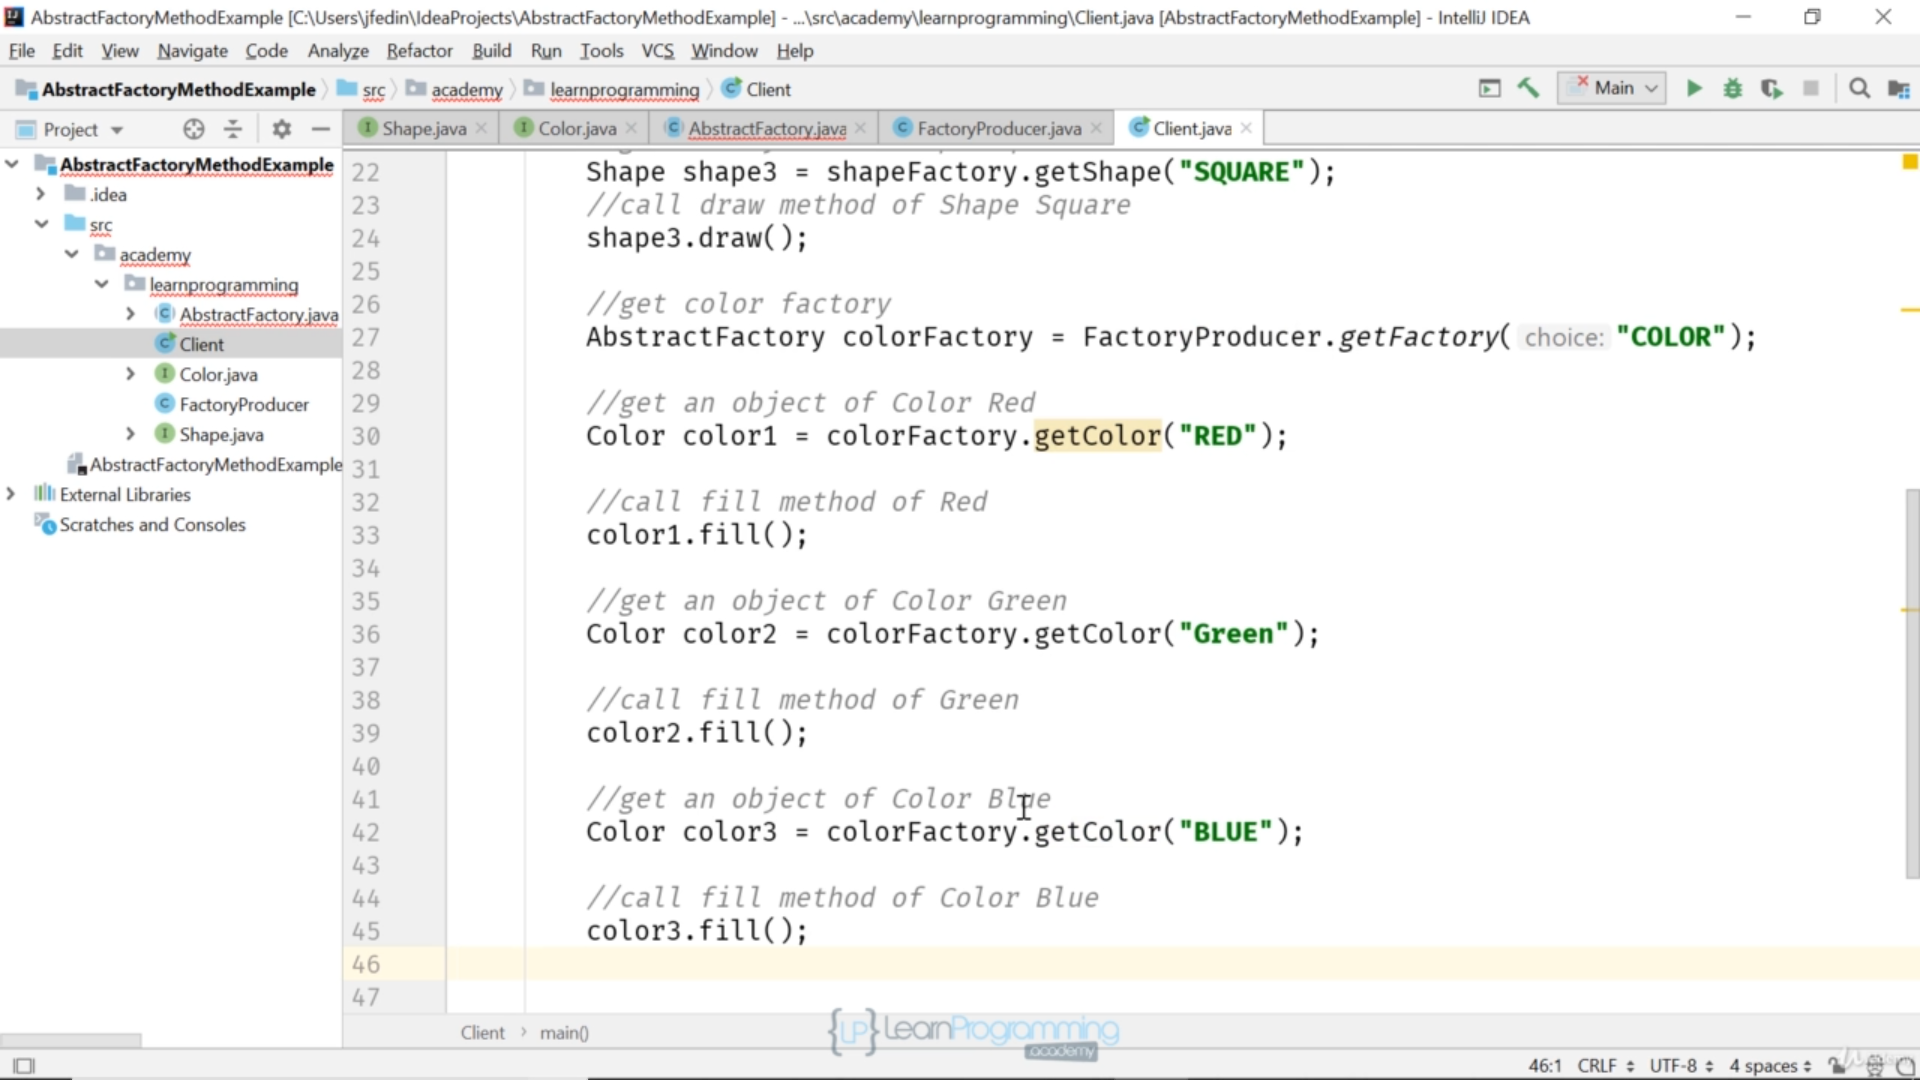 AbstractFactoryMethodExample [C:\Users\jfedin\IdeaProjects\AbstractFactoryMethodExample] - ...\src\academy\learnprogramming\Client.java [AbstractFactoryMethodExample] - IntelliJ IDEA
File Edit View Navigate Code Analyze Refactor Build Run Tools VCS Window Help
AbstractFactoryMethodExample src academy learnprogramming Client Main
Project Shape.java Color.java AbstractFactory.java FactoryProducer.java Client.java
AbstractFactoryMethodExample
.idea
src
academy
learnprogramming
AbstractFactory.java
Client
Color.java
FactoryProducer
Shape.java
AbstractFactoryMethodExample
External Libraries
Scratches and Consoles
22 Shape shape3 = shapeFactory.getShape("SQUARE");
23 //call draw method of Shape Square
24 shape3.draw();
25
26 //get color factory
27 AbstractFactory colorFactory = FactoryProducer.getFactory( choice: "COLOR");
28
29 //get an object of Color Red
30 Color color1 = colorFactory.getColor("RED");
31
32 //call fill method of Red
33 color1.fill();
34
35 //get an object of Color Green
36 Color color2 = colorFactory.getColor("Green");
37
38 //call fill method of Green
39 color2.fill();
40
41 //get an object of Color Blue
42 Color color3 = colorFactory.getColor("BLUE");
43
44 //call fill method of Color Blue
45 color3.fill();
46
47
Client main()
{LP} LearnProgramming
academy
46:1 CRLF UTF-8 4 spaces